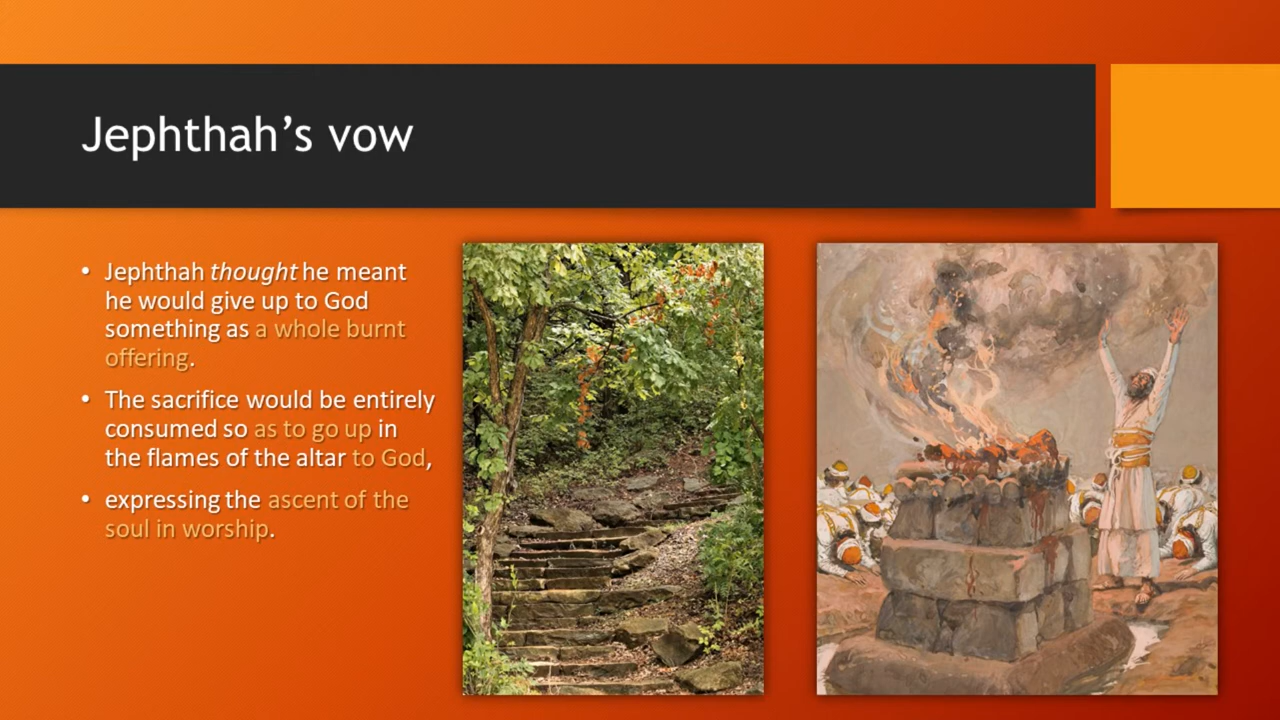 Jephthah’s vow
• Jephthah thought he meant
he would give up to God
something as a whole burnt
offering.
• The sacrifice would be entirely
consumed so as to go up in
the flames of the altar to God,
• expressing the ascent of the
soul in worship.